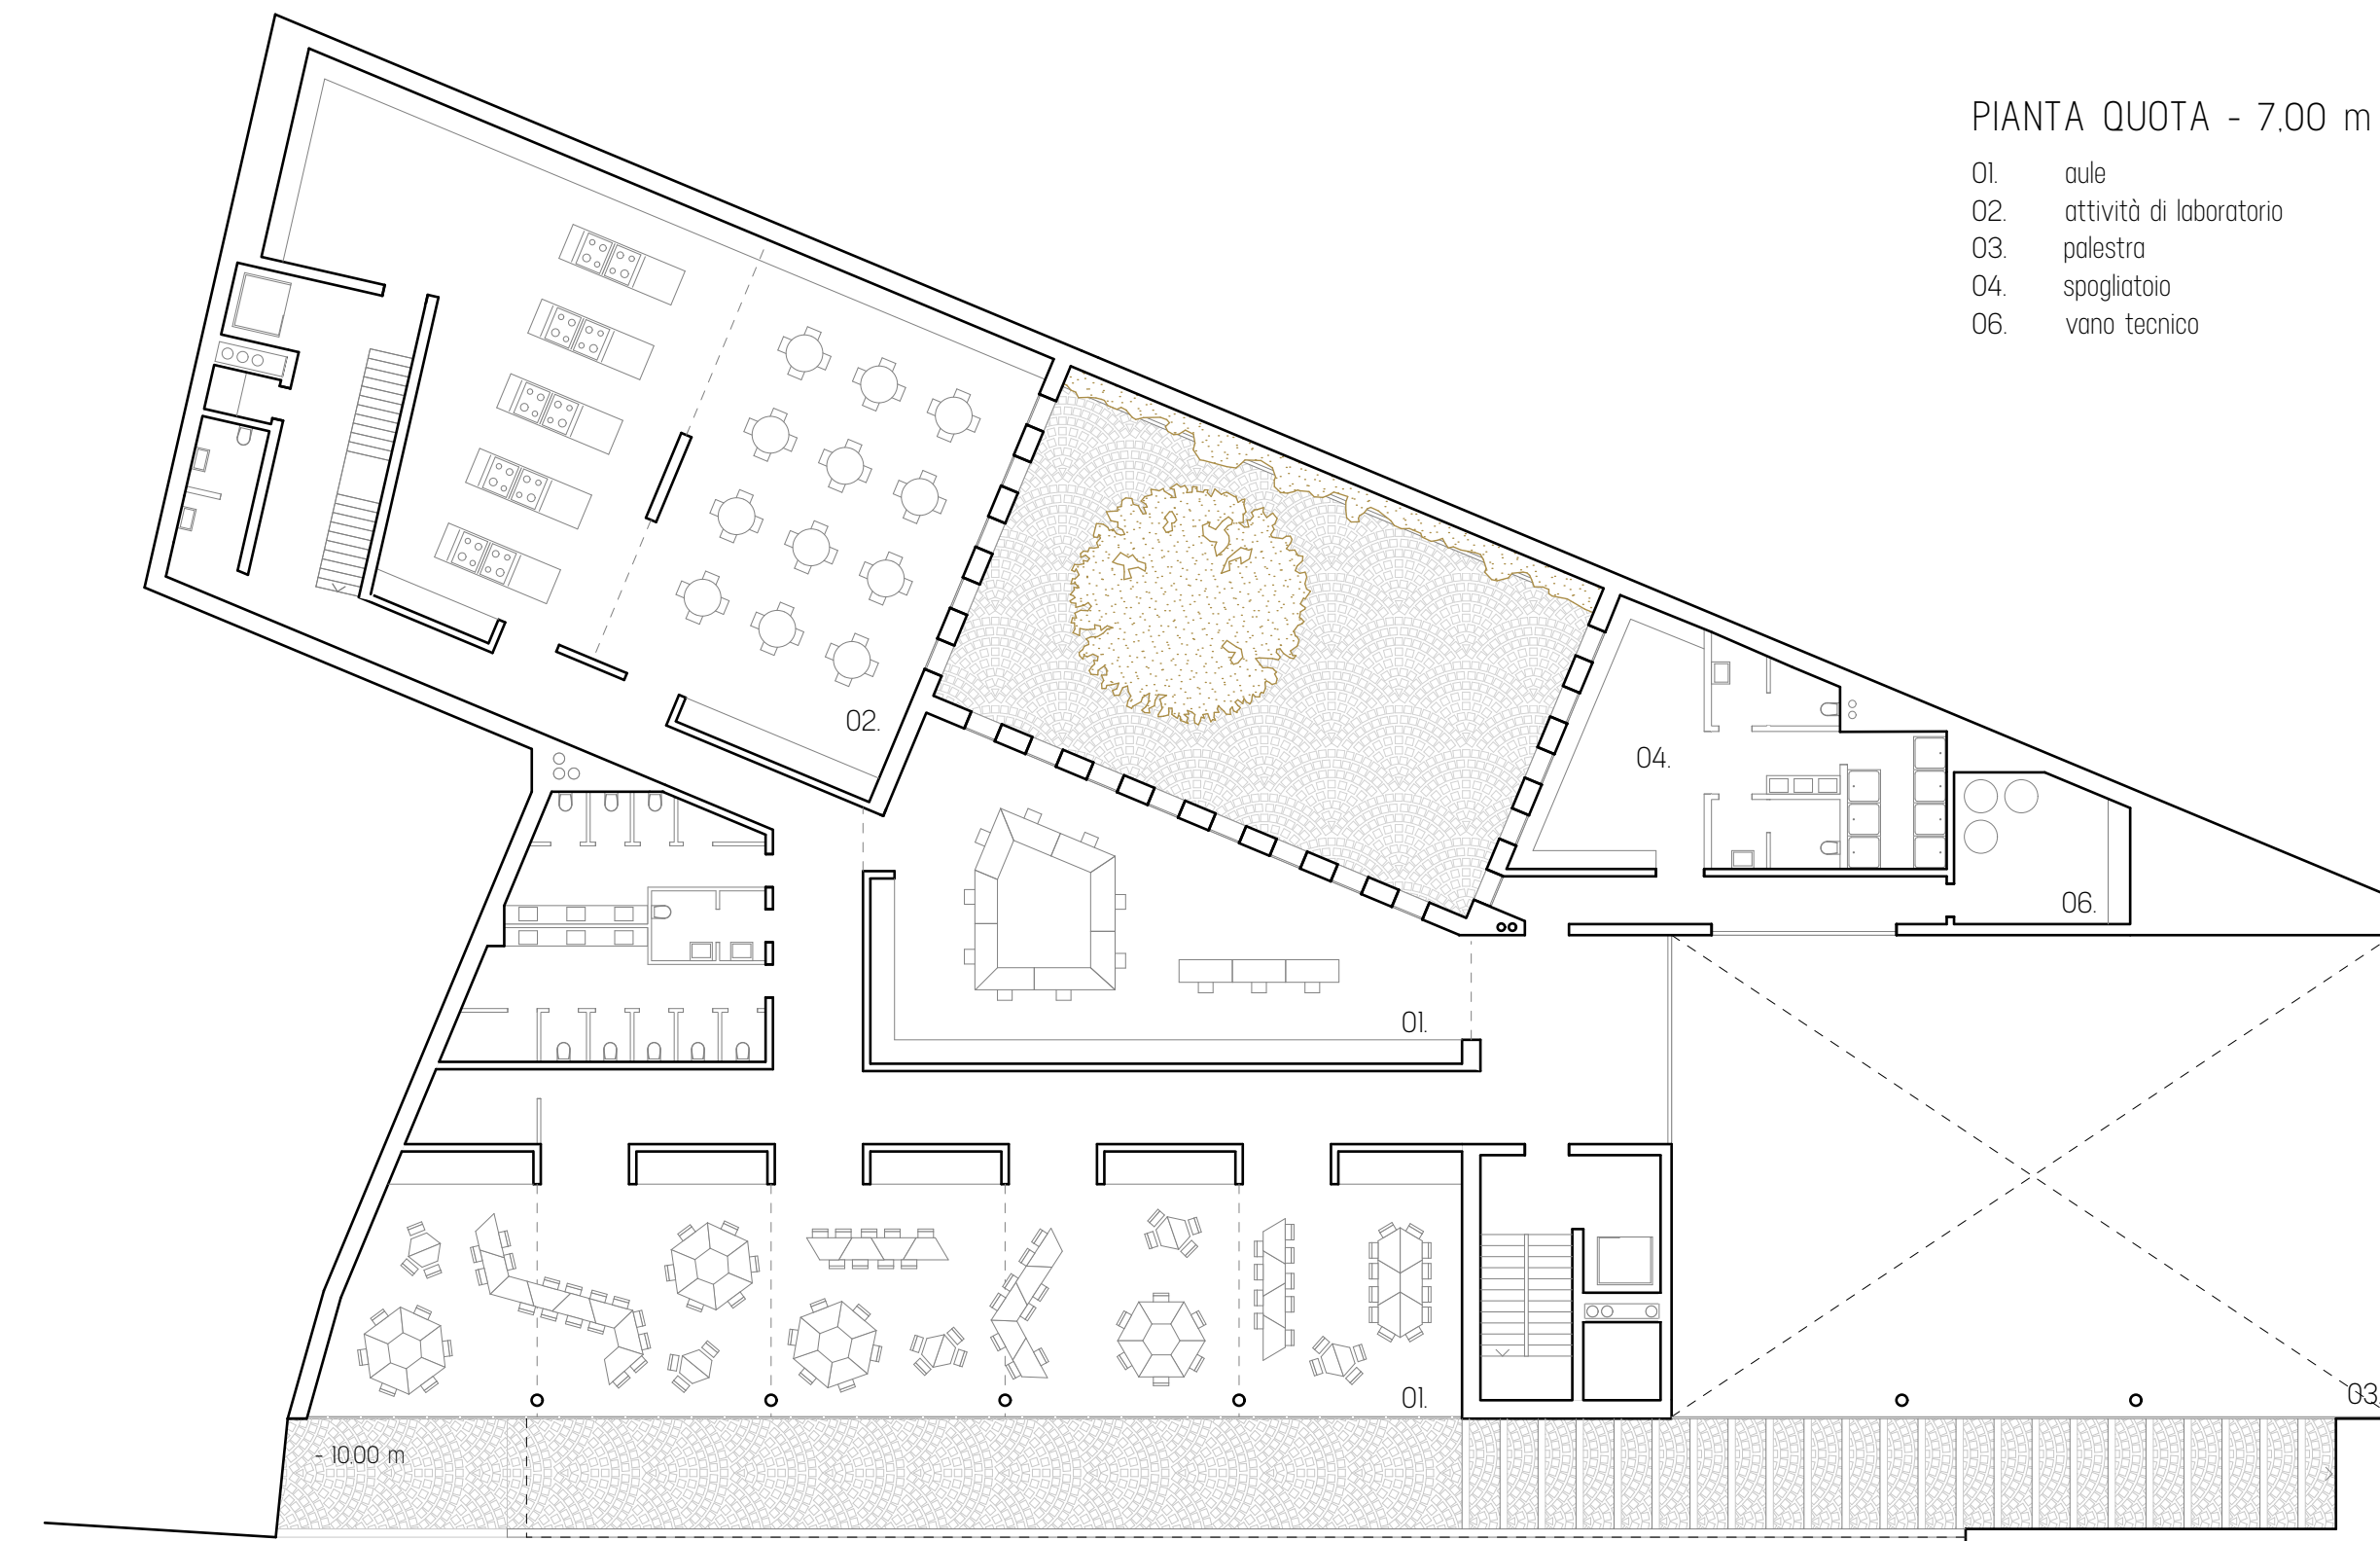 PIANTA QUOTA - 7,00 m
01. aule
02. attività di laboratorio
03. palestra
04. spogliatoio
06. vano tecnico
02.
04.
06.
01.
01.
03
- 10,00 m